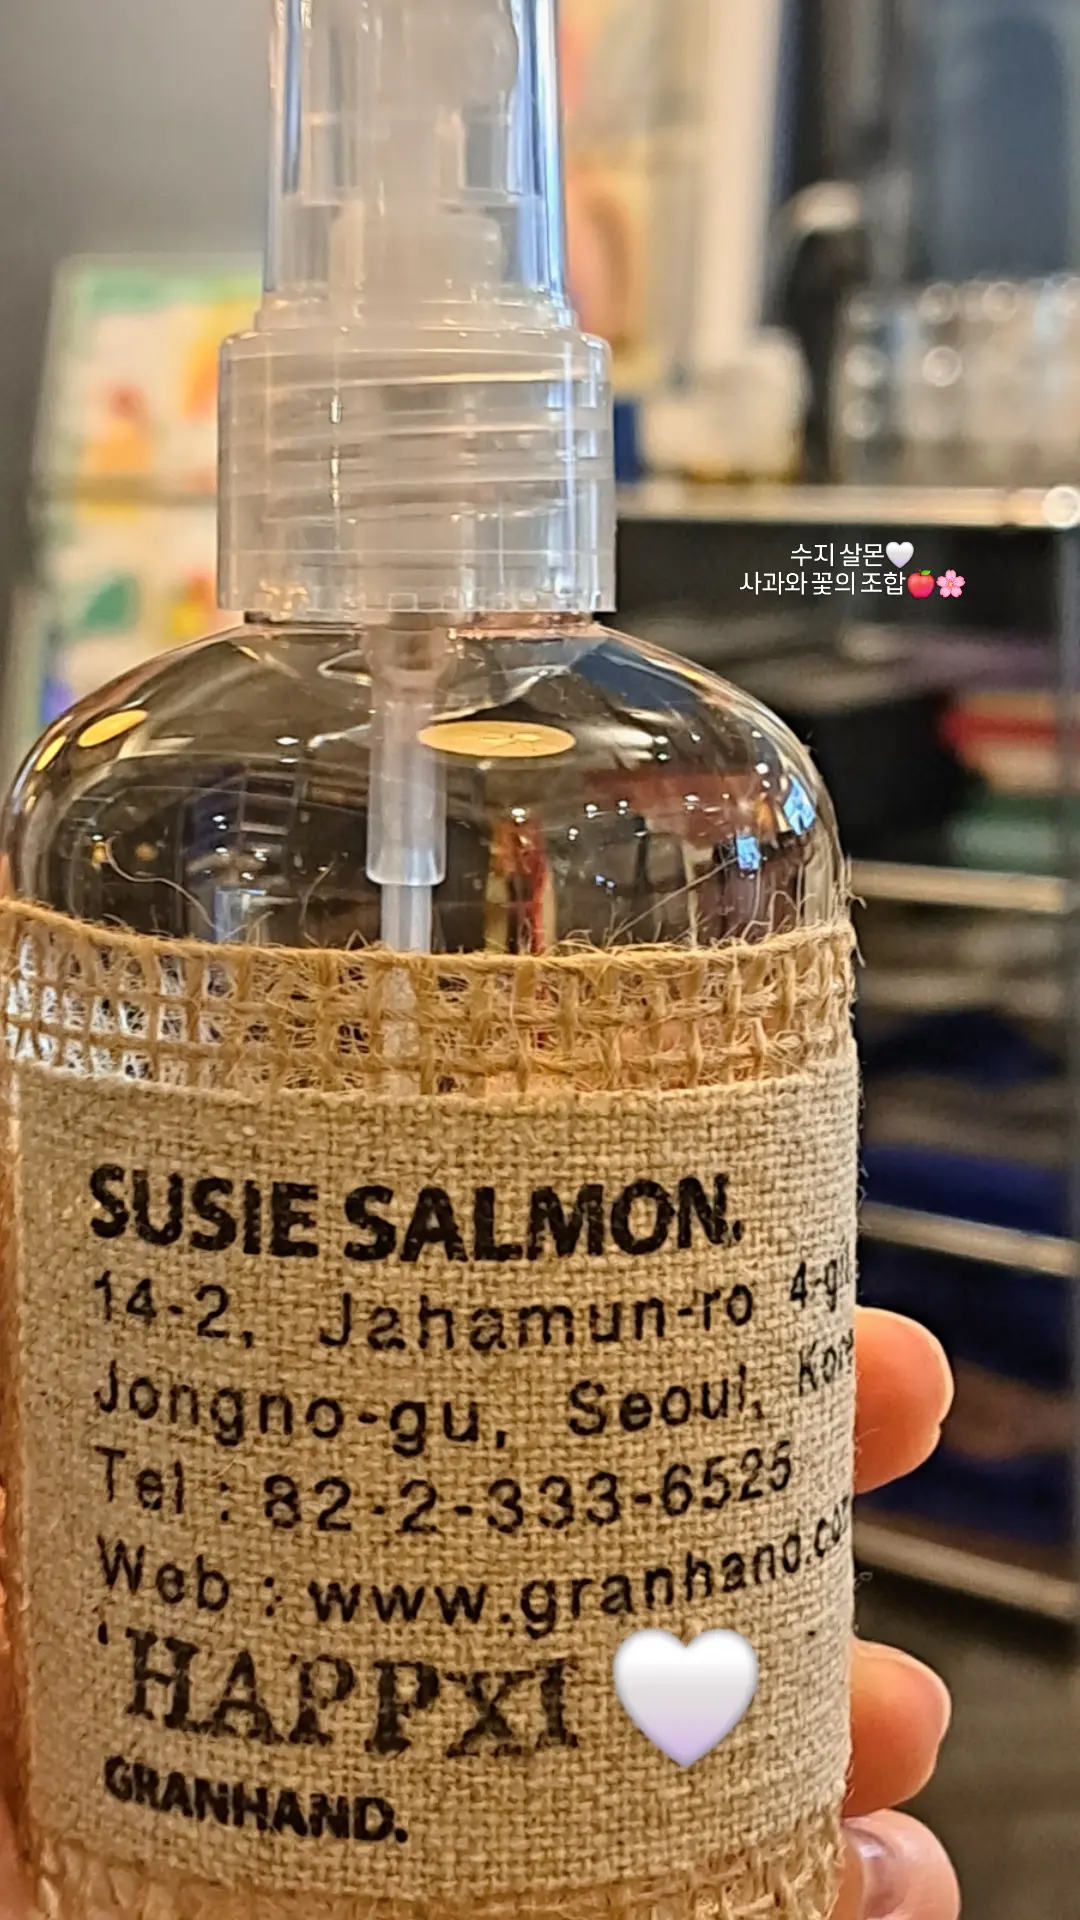 수지 살몬🤍
사과와 꽃의 조합🍎🌸
SUSIE SALMON.
14-2, Jahamun-ro
Jongno-gu, Seoul,
Tel : 82-2-333-6525
Web : www.granhand.com
'HAPPXI 🤍
GRANHAND.